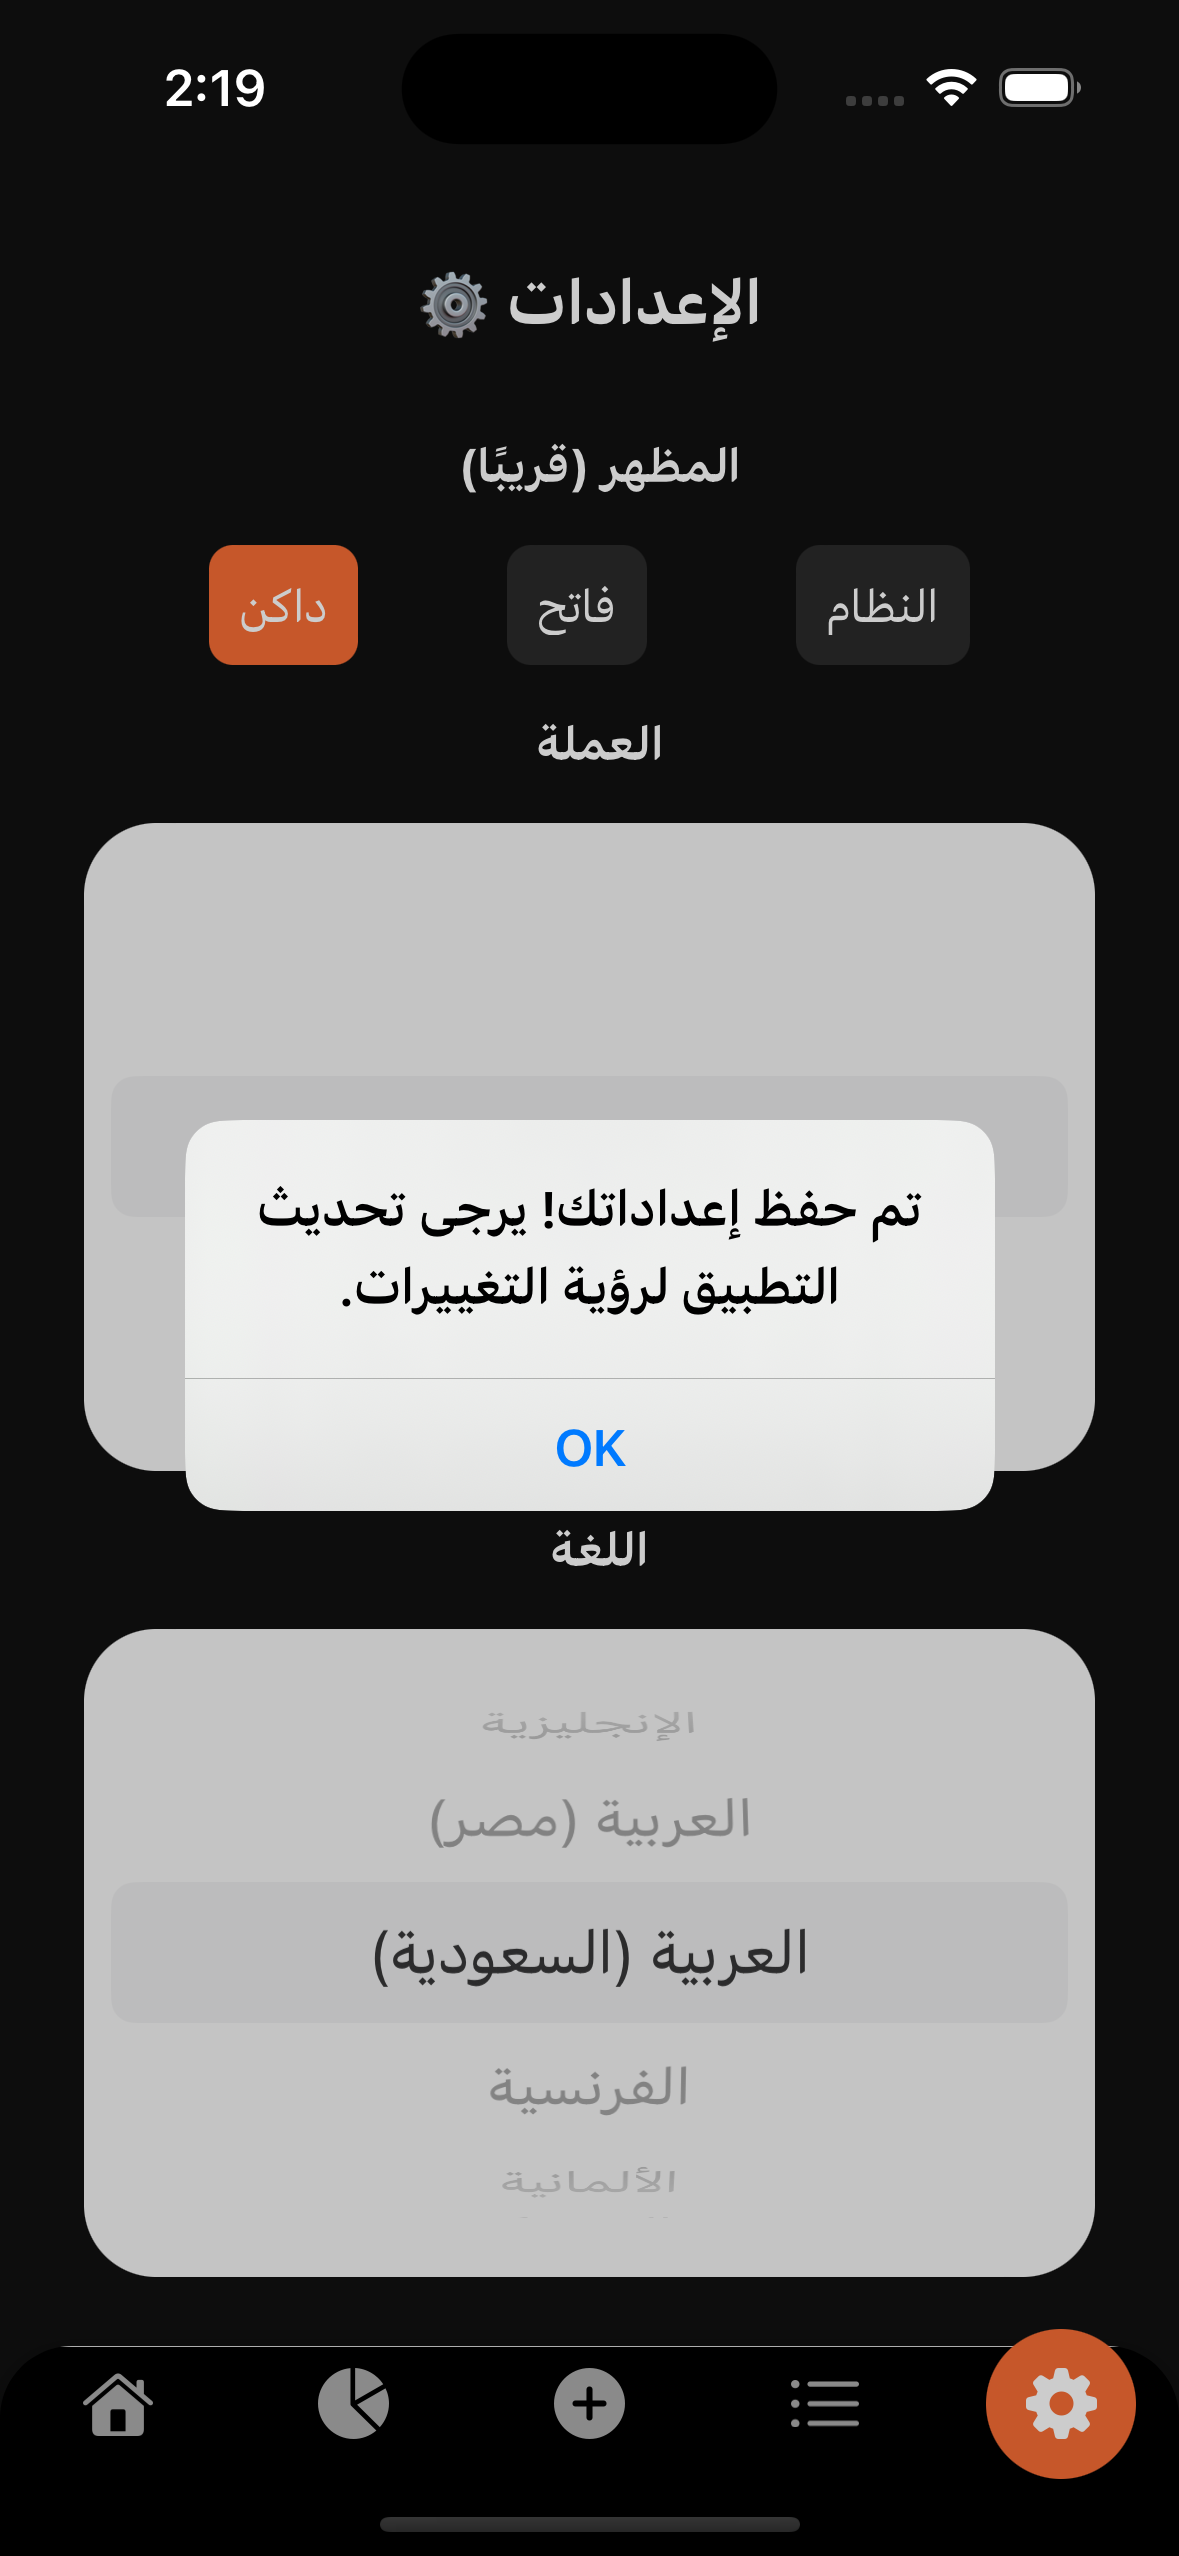 2:19
الإعدادات ⚙️
المظهر (قريبًا)
النظام فاتح داكن
العملة
تم حفظ إعداداتك! يرجى تحديث
التطبيق لرؤية التغييرات.
OK
اللغة
الإنجليزية
العربية (مصر)
العربية (السعودية)
الفرنسية
الألمانية